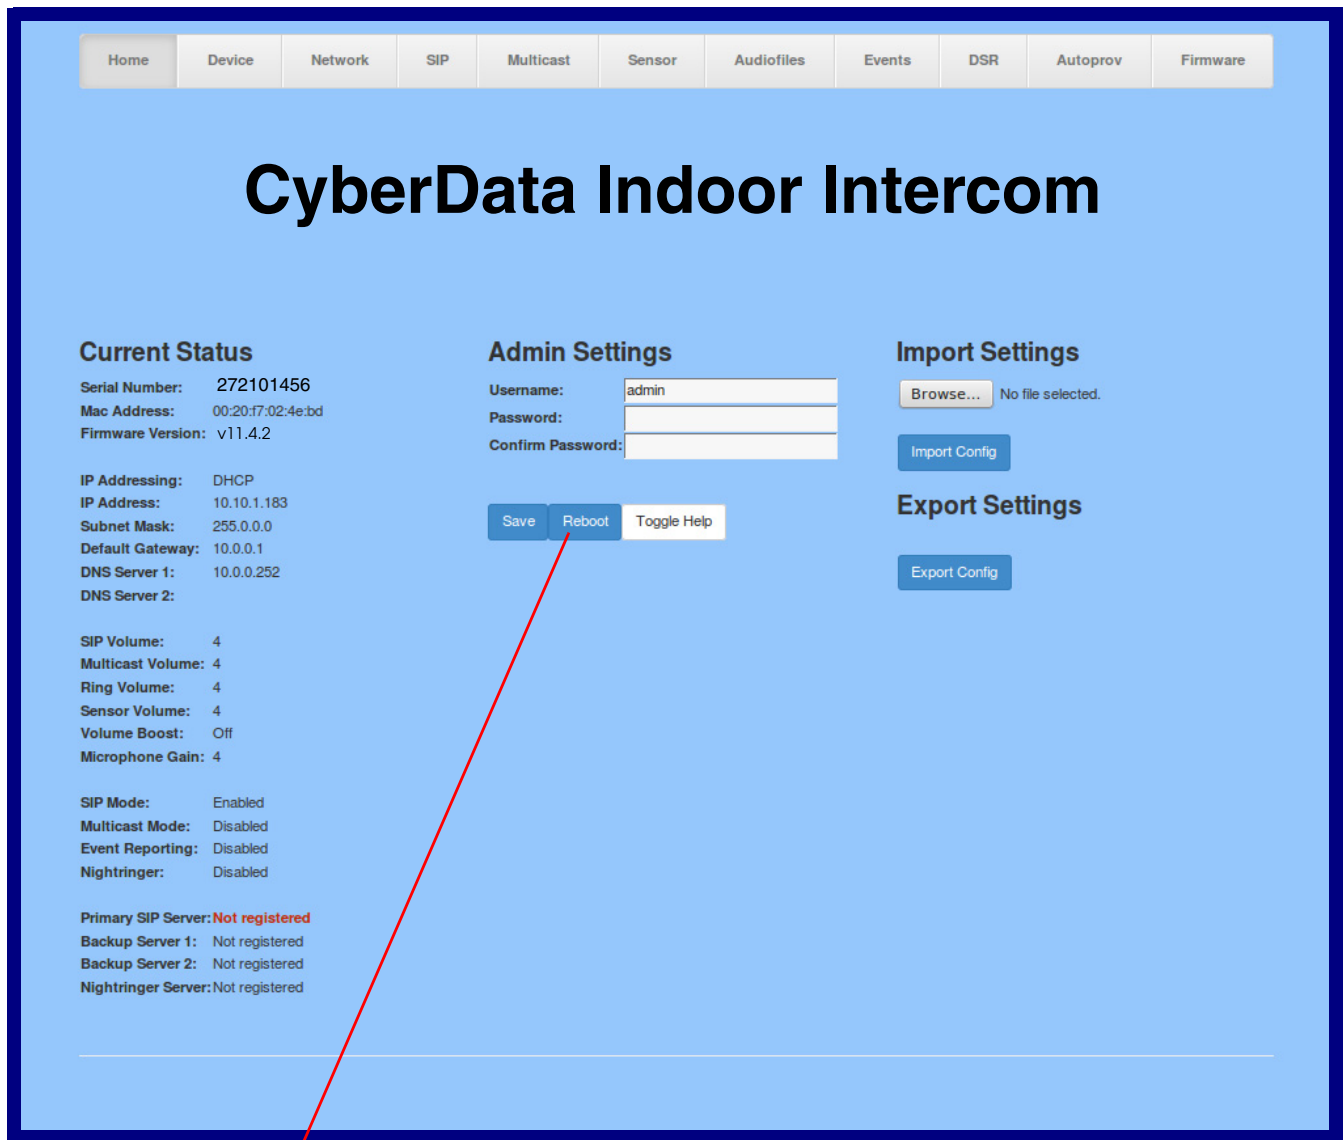 Home Device Network SIP Multicast Sensor Audiofiles Events DSR Autoprov Firmware
CyberData Indoor Intercom
Current Status
Serial Number: 272101456
Mac Address: 00:20:f7:02:4e:bd
Firmware Version: v11.4.2
IP Addressing: DHCP
IP Address: 10.10.1.183
Subnet Mask: 255.0.0.0
Default Gateway: 10.0.0.1
DNS Server 1: 10.0.0.252
DNS Server 2:
SIP Volume: 4
Multicast Volume: 4
Ring Volume: 4
Sensor Volume: 4
Volume Boost: Off
Microphone Gain: 4
SIP Mode: Enabled
Multicast Mode: Disabled
Event Reporting: Disabled
Nightringer: Disabled
Primary SIP Server: Not registered
Backup Server 1: Not registered
Backup Server 2: Not registered
Nightringer Server: Not registered
Admin Settings
Username: admin
Password:
Confirm Password:
Save Reboot Toggle Help
Import Settings
Browse... No file selected.
Import Config
Export Settings
Export Config